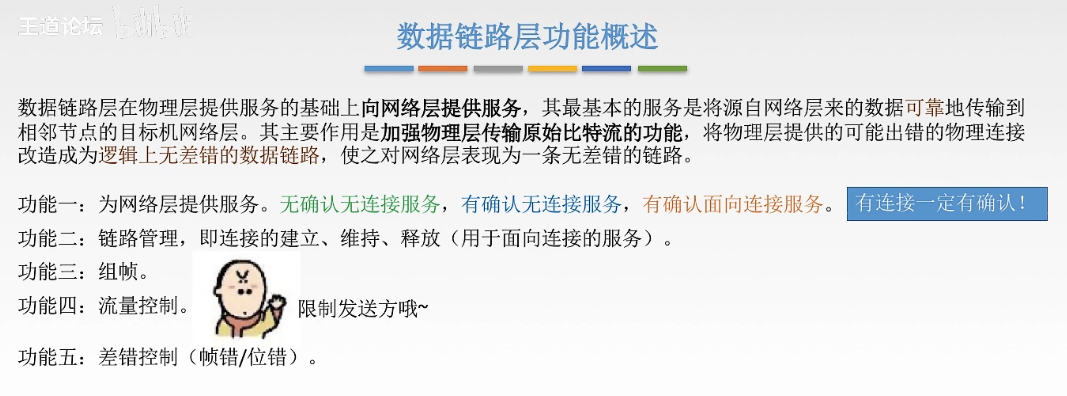 王道论坛 bilibili
数据链路层功能概述
数据链路层在物理层提供服务的基础上向网络层提供服务，其最基本的服务是将源自网络层来的数据可靠地传输到
相邻节点的目标机网络层。其主要作用是加强物理层传输原始比特流的功能，将物理层提供的可能出错的物理连接
改造成为逻辑上无差错的数据链路，使之对网络层表现为一条无差错的链路。
功能一：为网络层提供服务。无确认无连接服务，有确认无连接服务，有确认面向连接服务。 有连接一定有确认！
功能二：链路管理，即连接的建立、维持、释放（用于面向连接的服务）。
功能三：组帧。
功能四：流量控制。 限制发送方哦~
功能五：差错控制（帧错/位错）。